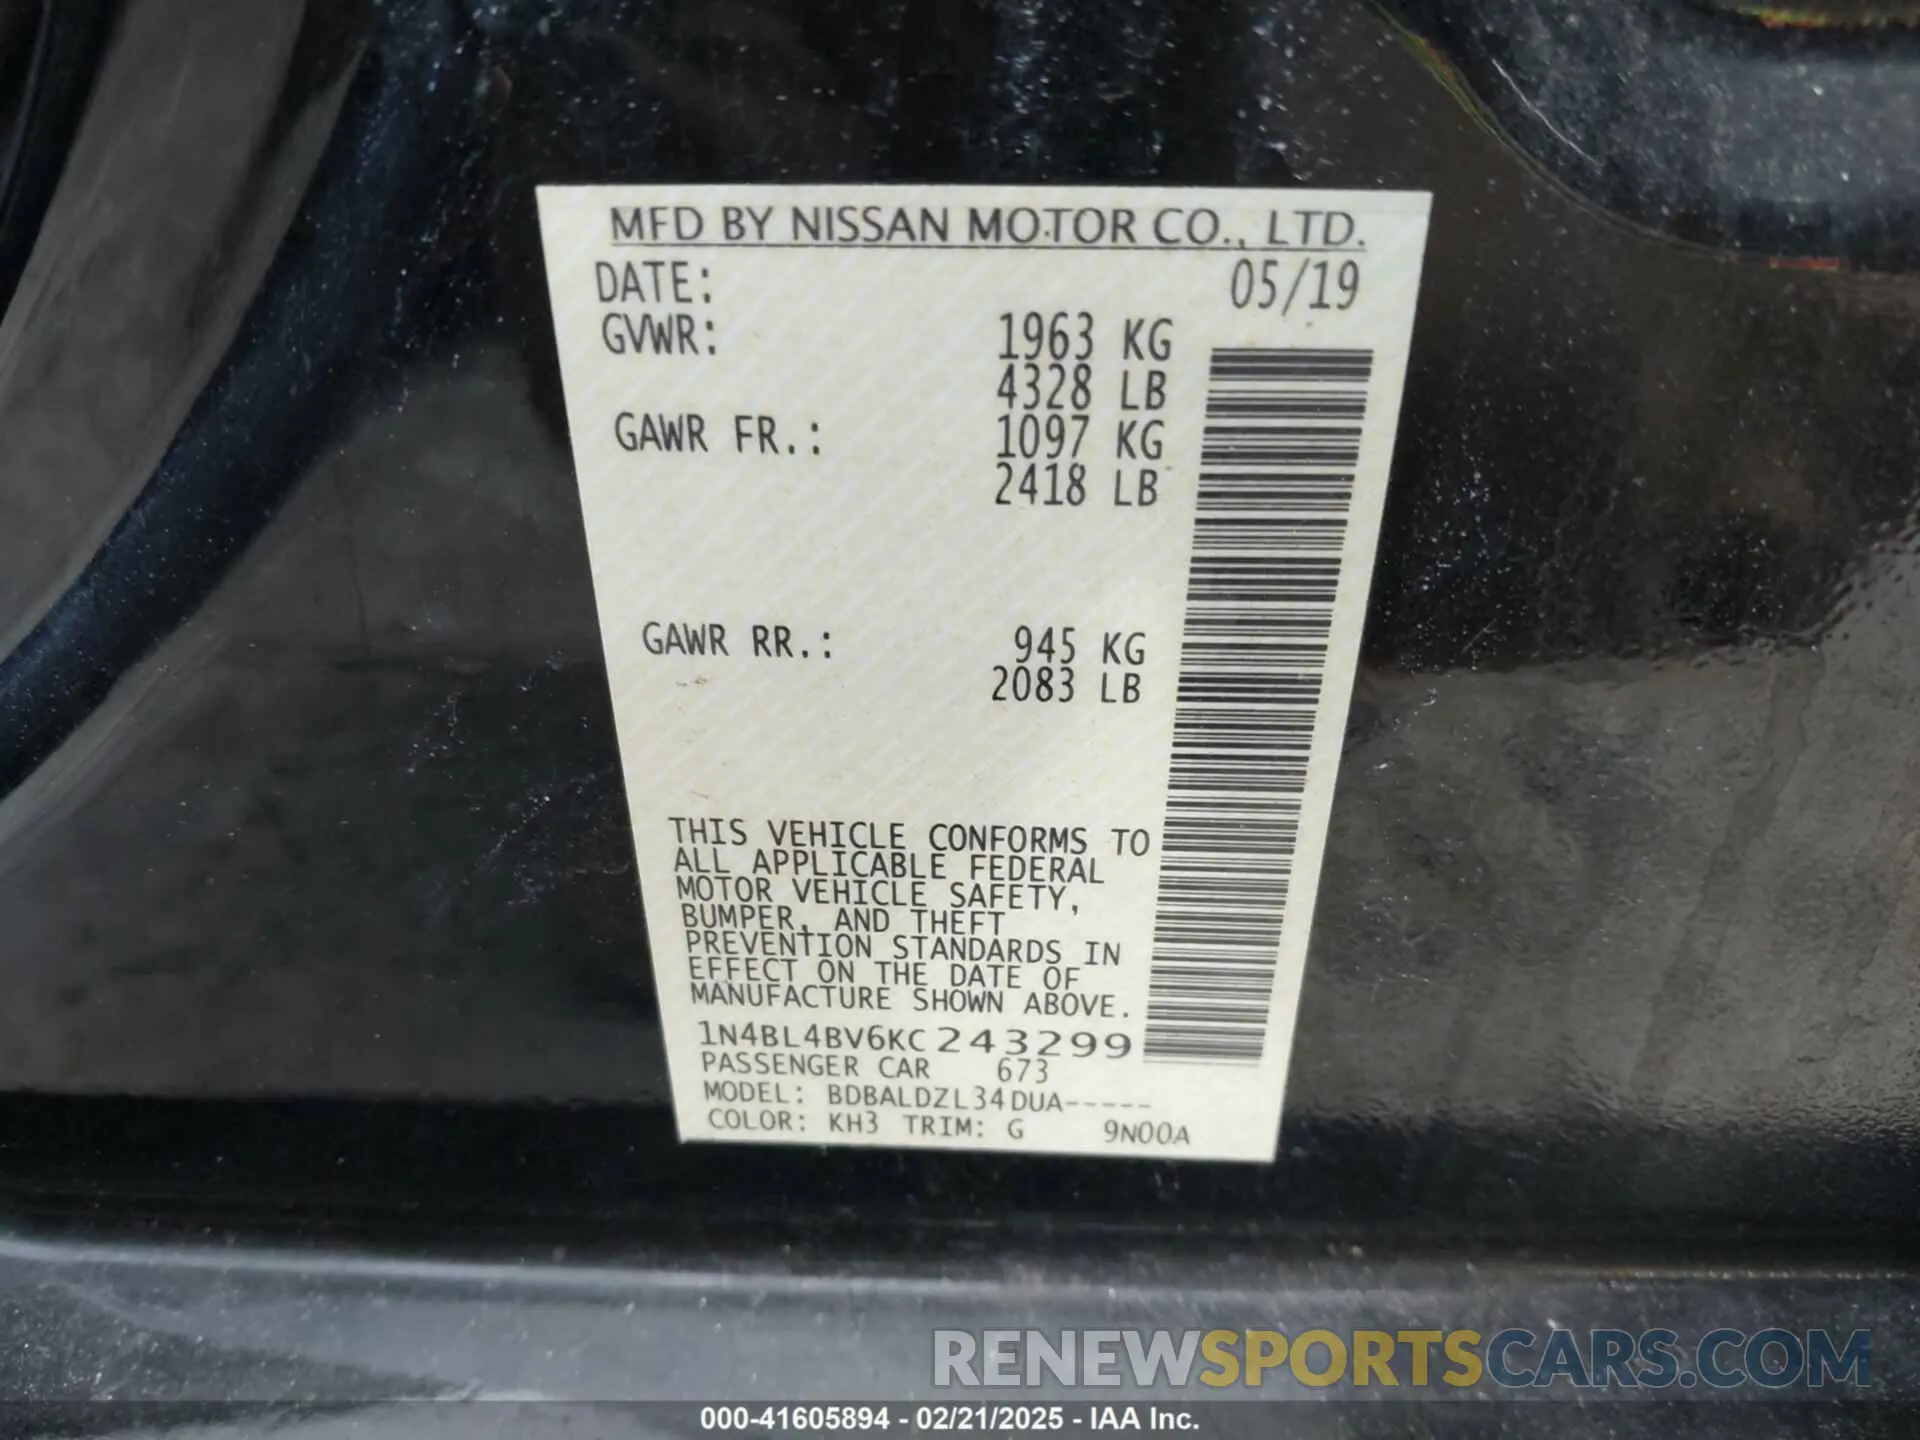 MFD BY NISSAN MOTOR CO., LTD.
DATE: 05/19
GVWR: 1963 KG
4328 LB
GAWR FR.: 1097 KG
2418 LB
GAWR RR.: 945 KG
2083 LB
THIS VEHICLE CONFORMS TO
ALL APPLICABLE FEDERAL
MOTOR VEHICLE SAFETY,
BUMPER, AND THEFT
PREVENTION STANDARDS IN
EFFECT ON THE DATE OF
MANUFACTURE SHOWN ABOVE.
1N4BL4BV6KC243299
PASSENGER CAR 673
MODEL: BDBALDZL34DUA-----
COLOR: KH3 TRIM: G 9N00A
RENEWSPORTSCARS.COM
000-41605894 - 02/21/2025 - IAA Inc.